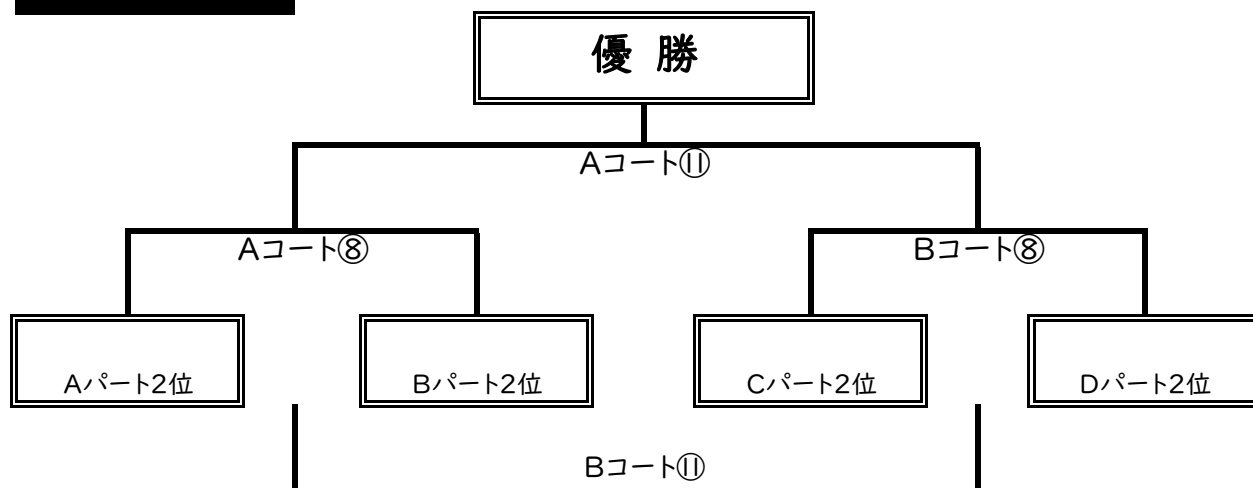 優 勝
Aコート⑪
Aコート⑧
Bコート⑧
Aパート2位
Bパート2位
Cパート2位
Dパート2位
Bコート⑪